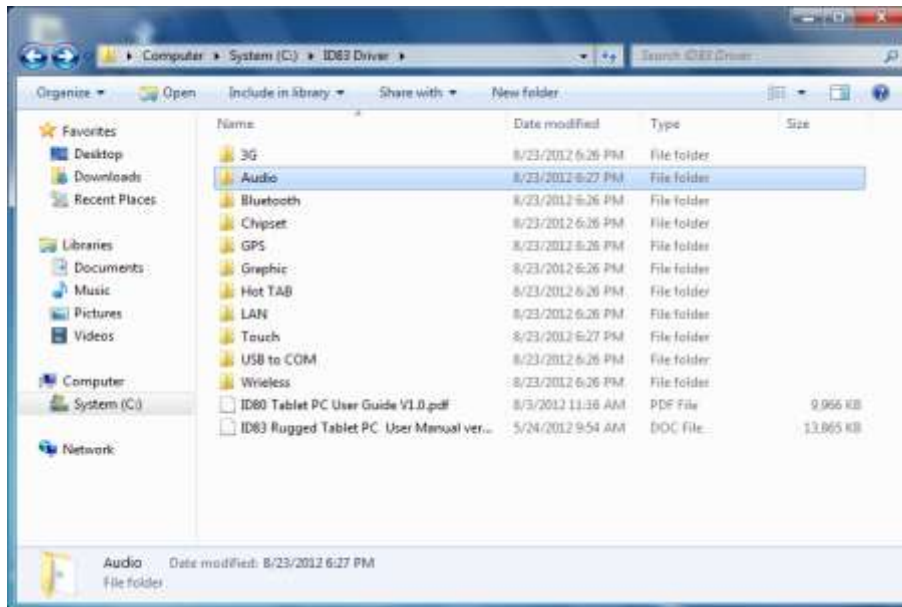 Computer ▸ System (C:) ▸ ID83 Driver ▸ Search ID83 Driver
Organize Open Include in library Share with New folder
Name Date modified Type Size
Favorites
Desktop
Downloads
Recent Places
Libraries
Documents
Music
Pictures
Videos
Computer
System (C:)
Network
3G 8/23/2012 6:26 PM File folder
Audio 8/23/2012 6:27 PM File folder
Bluetooth 8/23/2012 6:26 PM File folder
Chipset 8/23/2012 6:26 PM File folder
GPS 8/23/2012 6:26 PM File folder
Graphic 8/23/2012 6:26 PM File folder
Hot TAB 8/23/2012 6:26 PM File folder
LAN 8/23/2012 6:26 PM File folder
Touch 8/23/2012 6:27 PM File folder
USB to COM 8/23/2012 6:26 PM File folder
Wrieless 8/23/2012 6:26 PM File folder
ID80 Tablet PC User Guide V1.0.pdf 8/3/2012 11:36 AM PDF File 9,966 KB
ID83 Rugged Tablet PC User Manual ver... 5/24/2012 9:54 AM DOC File 13,865 KB
Audio Date modified: 8/23/2012 6:27 PM
File folder